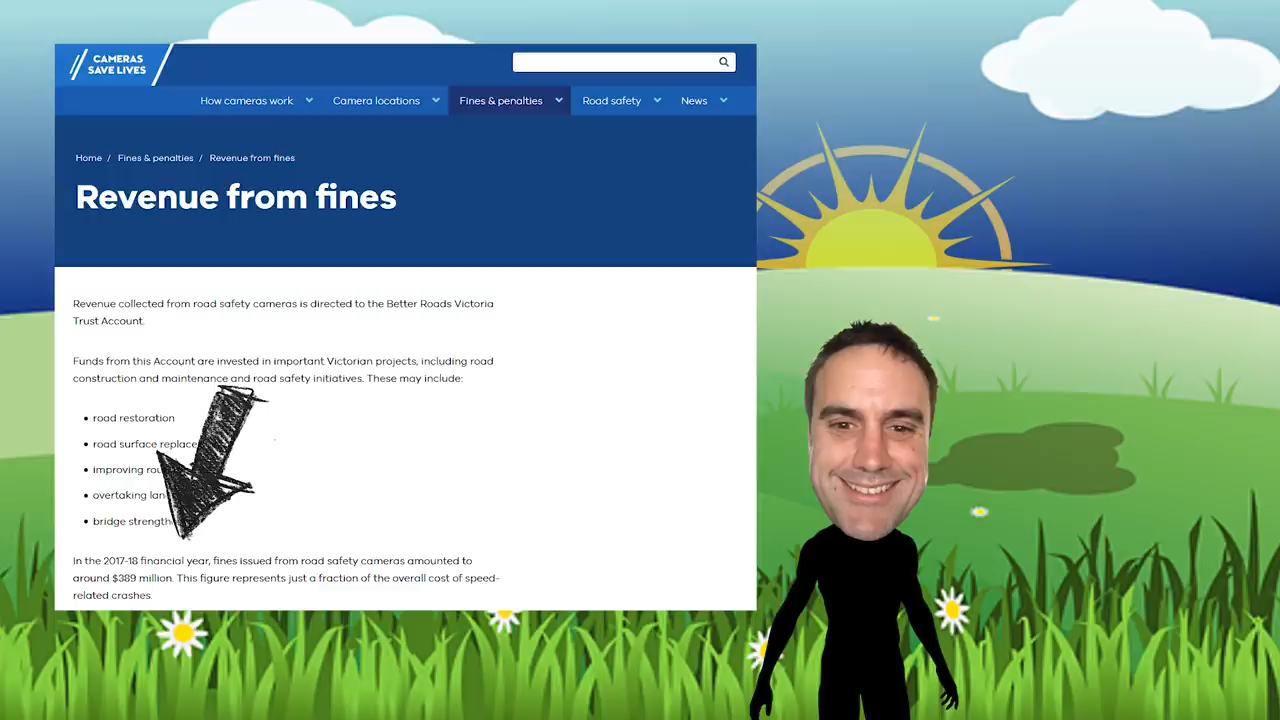 CAMERAS
SAVE LIVES
How cameras work
Camera locations
Fines & penalties
Road safety
News
Home / Fines & penalties / Revenue from fines
Revenue from fines
Revenue collected from road safety cameras is directed to the Better Roads Victoria
Trust Account.
Funds from this Account are invested in important Victorian projects, including road
construction and maintenance and road safety initiatives. These may include:
• road restoration
• road surface
• improving
• overtaking
• bridge
In the 2017-18 financial year, fines issued from road safety cameras amounted to
around $389 million. This figure represents just a fraction of the overall cost of speed-
related crashes.